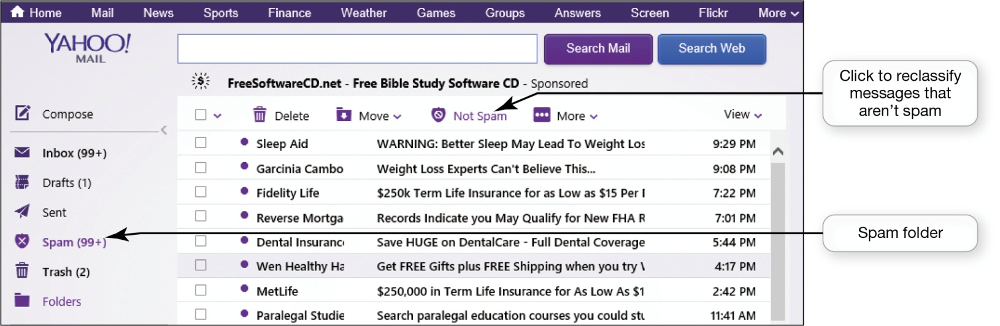 Home Mail News Sports Finance Weather Games Groups Answers Screen Flickr More
YAHOO!
MAIL
Search Mail Search Web
FreeSoftwareCD.net - Free Bible Study Software CD - Sponsored
Click to reclassify
messages that
aren't spam
Compose
Delete Move Not Spam More View
Inbox (99+)
Drafts (1)
Sent
Spam (99+)
Trash (2)
Folders
Sleep Aid WARNING: Better Sleep May Lead To Weight Los 9:29 PM
Garcinia Cambo Weight Loss Experts Can't Believe This... 9:08 PM
Fidelity Life $250k Term Life Insurance for as Low as $15 Per 7:22 PM
Reverse Mortga Records Indicate you May Qualify for New FHA R 7:01 PM
Dental Insuranc Save HUGE on DentalCare - Full Dental Coverage 5:44 PM
Wen Healthy Ha Get FREE Gifts plus FREE Shipping when you try 4:17 PM
MetLife $250,000 in Term Life Insurance for As Low As $1 2:42 PM
Paralegal Studie Search paralegal education courses you could stu 11:41 AM
Spam folder